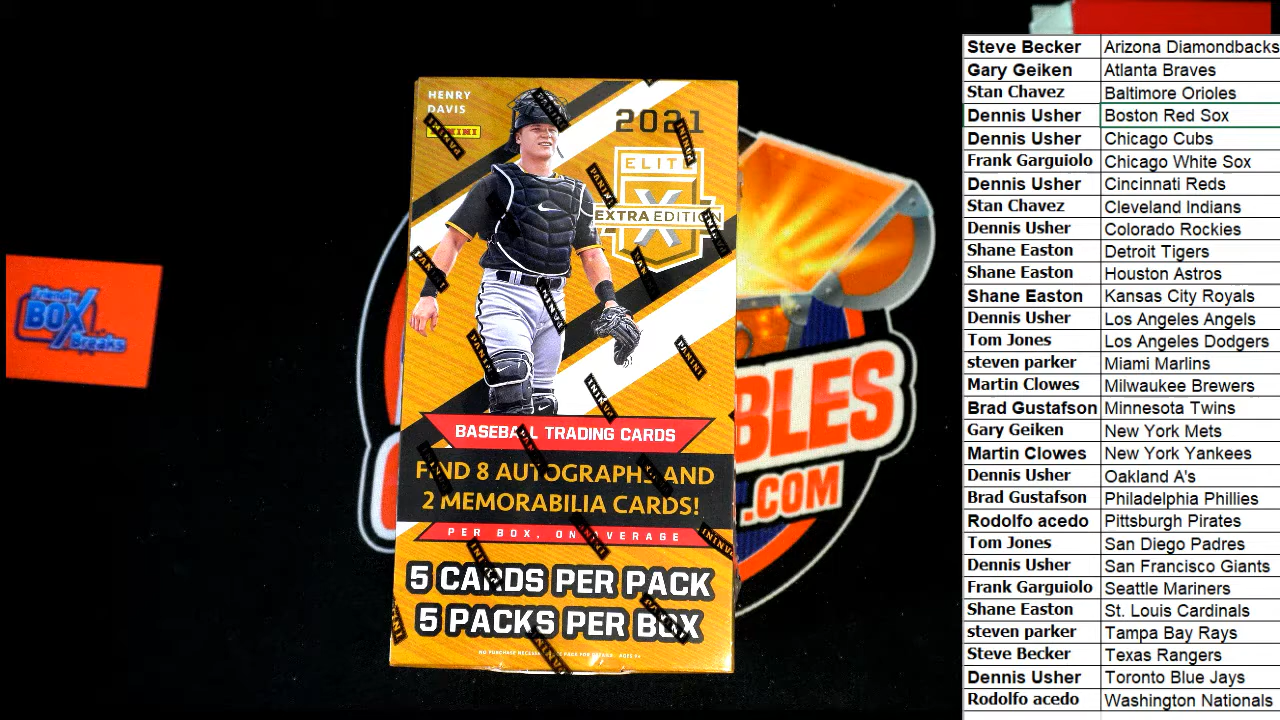 HENRY
DAVIS
PANINI
2021
ELITE
X
EXTRA EDITION
BASEBALL TRADING CARDS
FIND 8 AUTOGRAPHS AND
2 MEMORABILIA CARDS!
PER BOX, ON AVERAGE
5 CARDS PER PACK
5 PACKS PER BOX
Friendly
BOX
Breaks
BLES
.COM
Steve Becker Arizona Diamondbacks
Gary Geiken Atlanta Braves
Stan Chavez Baltimore Orioles
Dennis Usher Boston Red Sox
Dennis Usher Chicago Cubs
Frank Garguiolo Chicago White Sox
Dennis Usher Cincinnati Reds
Stan Chavez Cleveland Indians
Dennis Usher Colorado Rockies
Shane Easton Detroit Tigers
Shane Easton Houston Astros
Shane Easton Kansas City Royals
Dennis Usher Los Angeles Angels
Tom Jones Los Angeles Dodgers
steven parker Miami Marlins
Martin Clowes Milwaukee Brewers
Brad Gustafson Minnesota Twins
Gary Geiken New York Mets
Martin Clowes New York Yankees
Dennis Usher Oakland A's
Brad Gustafson Philadelphia Phillies
Rodolfo acedo Pittsburgh Pirates
Tom Jones San Diego Padres
Dennis Usher San Francisco Giants
Frank Garguiolo Seattle Mariners
Shane Easton St. Louis Cardinals
steven parker Tampa Bay Rays
Steve Becker Texas Rangers
Dennis Usher Toronto Blue Jays
Rodolfo acedo Washington Nationals